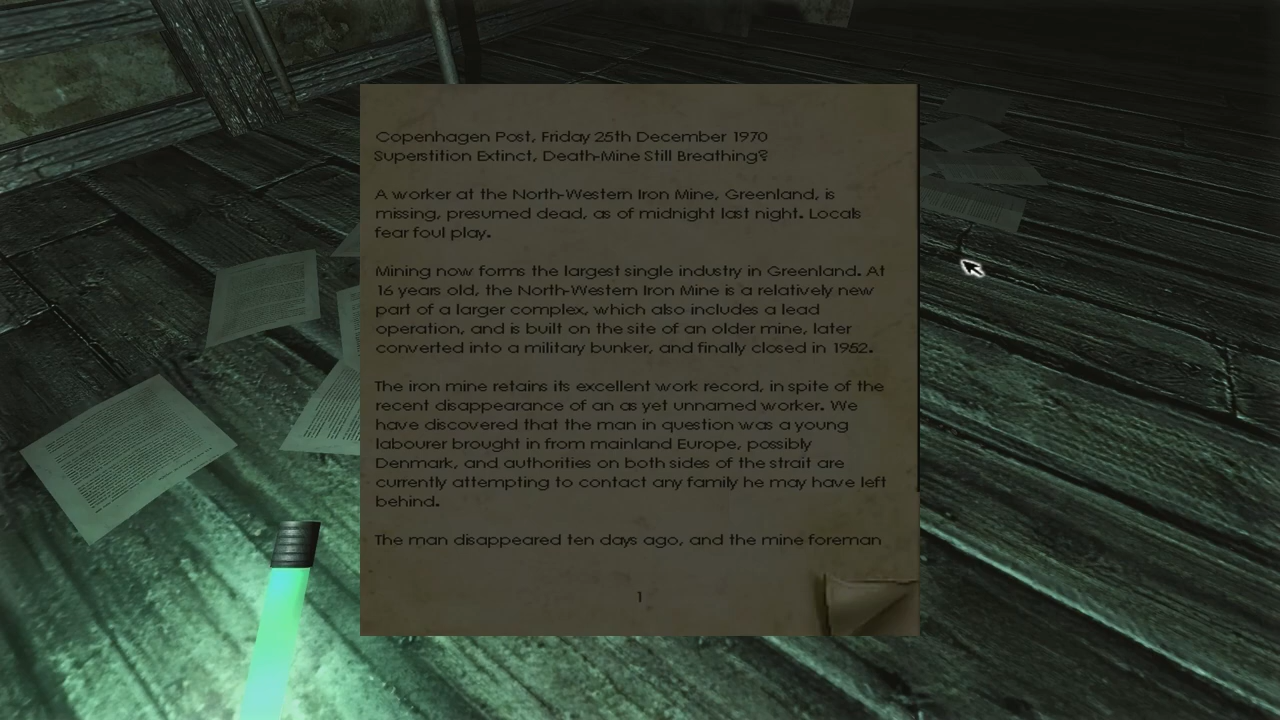 Copenhagen Post, Friday 25th December 1970
Superstition Extinct, Death-Mine Still Breathing?
A worker at the North-Western Iron Mine, Greenland, is
missing, presumed dead, as of midnight last night. Locals
fear foul play.
Mining now forms the largest single industry in Greenland. At
16 years old, the North-Western Iron Mine is a relatively new
part of a larger complex, which also includes a lead
operation, and is built on the site of an older mine, later
converted into a military bunker, and finally closed in 1952.
The iron mine retains its excellent work record, in spite of the
recent disappearance of an as yet unnamed worker. We
have discovered that the man in question was a young
labourer brought in from mainland Europe, possibly
Denmark, and authorities on both sides of the strait are
currently attempting to contact any family he may have left
behind.
The man disappeared ten days ago, and the mine foreman
1